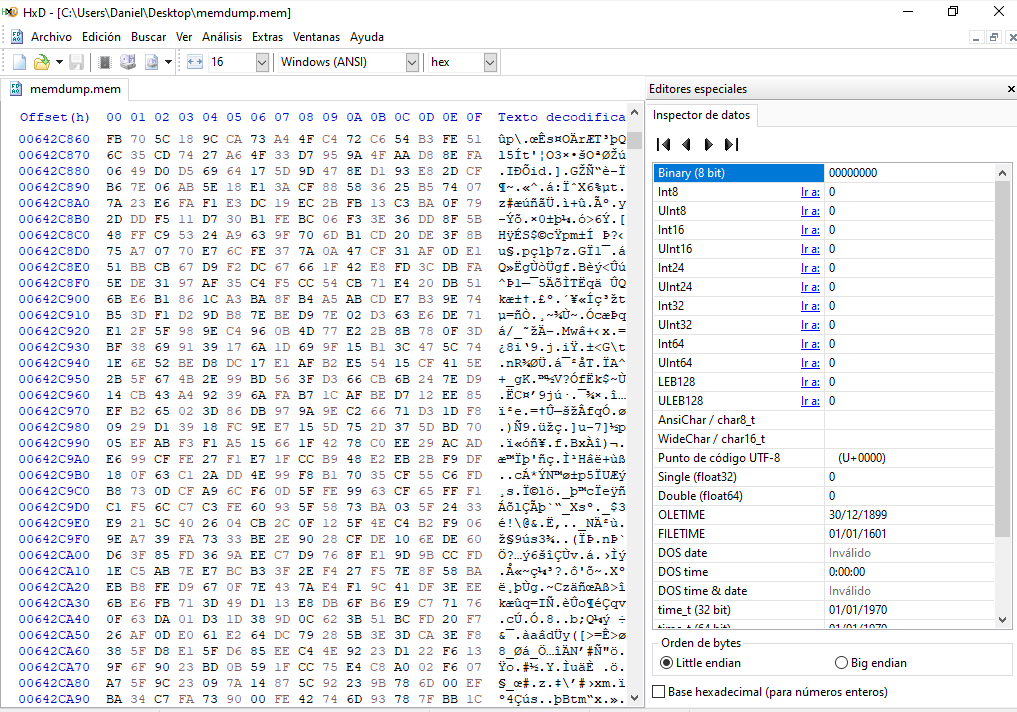 HxD - [C:\Users\Daniel\Desktop\memdump.mem]
Archivo Edición Buscar Ver Análisis Extras Ventanas Ayuda
16 Windows (ANSI) hex
memdump.mem
Offset(h) 00 01 02 03 04 05 06 07 08 09 0A 0B 0C 0D 0E 0F Texto decodifica
00642C860 FB 70 5C 18 9C CA 73 A4 4F C4 72 C6 54 B3 FE 51
00642C870 6C 35 CD 74 27 A6 4F 33 D7 95 9A 4F AA D8 8E FA
00642C880 06 49 D0 D5 69 64 17 5D 9D 47 8E D1 93 E8 2D CF
00642C890 B6 7E 06 AB 5E 18 E1 3A CF 88 58 36 25 B5 74 07
00642C8A0 7A 23 E6 FA F1 E3 DC 19 EC 2B FB 13 C3 BA 0F 79
00642C8B0 2D DD F5 11 D7 30 B1 FE BC 06 F3 3E 36 DD 8F 5B
00642C8C0 48 FF C9 53 24 A9 63 9F 70 6D B1 CD 20 DE 3F 8B
00642C8D0 75 A7 07 70 E7 6C FE 37 7A 0A 47 CF 31 AF 0D E1
00642C8E0 51 BB CB 67 D9 F2 DC 67 66 1F 42 E8 FD 3C DB FA
00642C8F0 5E DE 31 97 AF 35 C4 F5 CC 54 CB 71 E4 20 DB 51
00642C900 6B E6 B1 86 1C A3 BA 8F B4 A5 AB CD E7 B3 9E 74
00642C910 B5 3D F1 D2 9D B8 7E BE D9 7E 02 D3 63 E6 DE 71
00642C920 E1 2F 5F 98 9E C4 96 0B 4D 77 E2 2B 8B 78 0F 3D
00642C930 BF 38 69 91 39 17 6A 1D 69 9F 15 B1 3C 47 5C 74
00642C940 1E 6E 52 BE D8 DC 17 E1 AF B2 E5 54 15 CF 41 5E
00642C950 2B 5F 67 4B 2E 99 BD 56 3F D3 66 CB 6B 24 7E D9
00642C960 14 CB 43 A4 92 39 6A FA B7 1C AF BE D7 12 EE 85
00642C970 EF B2 65 02 3D 86 DB 97 9A 9E C2 66 71 D3 1D F8
00642C980 09 29 D1 39 18 FC 9E E7 15 5D 75 2D 37 5D BD 70
00642C990 05 EF AB F3 F1 A5 15 66 1F 42 78 C0 EE 29 AC AD
00642C9A0 E6 99 CF FE 27 F1 E7 1F CC B9 48 E2 EB 2B F9 DF
00642C9B0 18 0F 63 C1 2A DD 4E 99 F8 B1 70 35 CF 55 C6 FD
00642C9C0 B8 73 0D CF A9 6C F6 0D 5F FE 99 63 CF 65 FF F1
00642C9D0 C1 F5 6C C7 C3 FE 60 93 5F 58 73 BA 03 5F 24 33
00642C9E0 E9 21 5C 40 26 04 CB 2C 0F 12 5F 4E C4 B2 F9 06
00642C9F0 9E A7 39 FA 73 33 BE 2E 90 28 CF DE 10 6E DE 60
00642CA00 D6 3F 85 FD 36 9A EE C7 D9 76 8F E1 9D 9B CC FD
00642CA10 1E C5 AB 7E E7 BC B3 3F 2E F4 27 F5 7E 8F 58 BA
00642CA20 EB B8 FE D9 67 0F 7E 43 7A E4 F1 9C 41 DF 3E EE
00642CA30 6B E6 FB 71 3D 49 D1 13 E8 DB 6F B6 E9 C7 71 76
00642CA40 0F 63 DA 01 D3 1D 38 9D 0C 62 3B 51 BC FD 20 F7
00642CA50 26 AF 0D E0 61 E2 64 DC 79 28 5B 3E 3D CA 3E F8
00642CA60 38 5F D8 E1 5F D6 85 EE C4 4E 92 23 D1 22 F6 13
00642CA70 9F 6F 90 23 BD 0B 59 1F CC 75 E4 C8 A0 02 F6 07
00642CA80 A7 5F 9C 23 09 7A 14 87 5C 92 23 9B 78 6D 00 EF
00642CA90 BA 34 C7 FA 73 90 00 FE 42 74 6D 93 78 7F BB 1C
Editores especiales
Inspector de datos
Binary (8 bit) 00000000
Int8 Ir a: 0
UInt8 Ir a: 0
Int16 Ir a: 0
UInt16 Ir a: 0
Int24 Ir a: 0
UInt24 Ir a: 0
Int32 Ir a: 0
UInt32 Ir a: 0
Int64 Ir a: 0
UInt64 Ir a: 0
LEB128 Ir a: 0
ULEB128 Ir a: 0
AnsiChar / char8_t
WideChar / char16_t
Punto de código UTF-8 (U+0000)
Single (float32) 0
Double (float64) 0
OLETIME 30/12/1899
FILETIME 01/01/1601
DOS date Inválido
DOS time 0:00:00
DOS time & date Inválido
time_t (32 bit) 01/01/1970
time_t (64 bit) 01/01/1970
Orden de bytes
Little endian Big endian
Base hexadecimal (para números enteros)